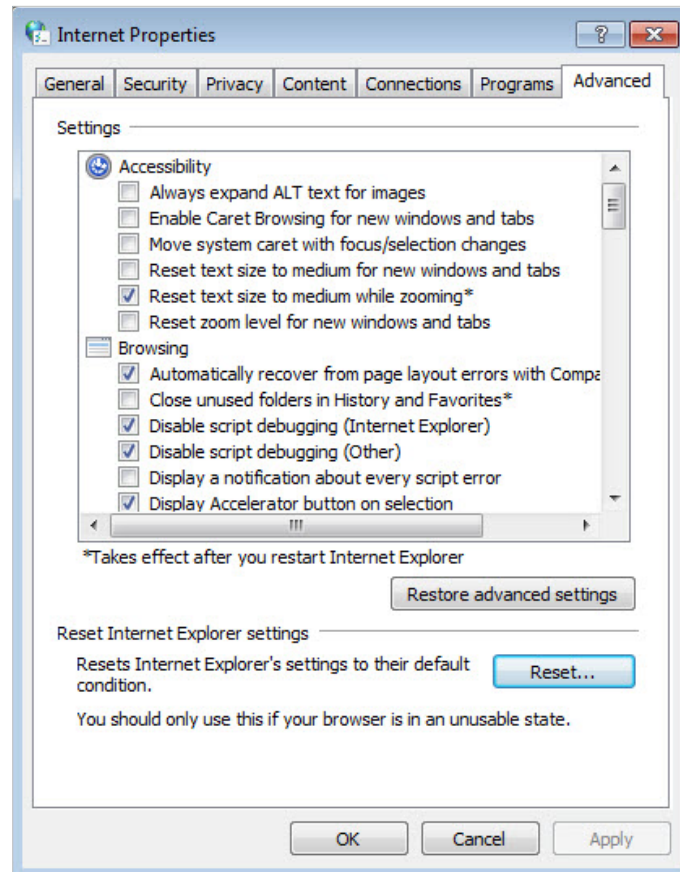 Internet Properties
General Security Privacy Content Connections Programs Advanced
Settings
Accessibility
Always expand ALT text for images
Enable Caret Browsing for new windows and tabs
Move system caret with focus/selection changes
Reset text size to medium for new windows and tabs
Reset text size to medium while zooming*
Reset zoom level for new windows and tabs
Browsing
Automatically recover from page layout errors with Compa
Close unused folders in History and Favorites*
Disable script debugging (Internet Explorer)
Disable script debugging (Other)
Display a notification about every script error
Display Accelerator button on selection
*Takes effect after you restart Internet Explorer
Restore advanced settings
Reset Internet Explorer settings
Resets Internet Explorer's settings to their default
condition.
Reset...
You should only use this if your browser is in an unusable state.
OK Cancel Apply